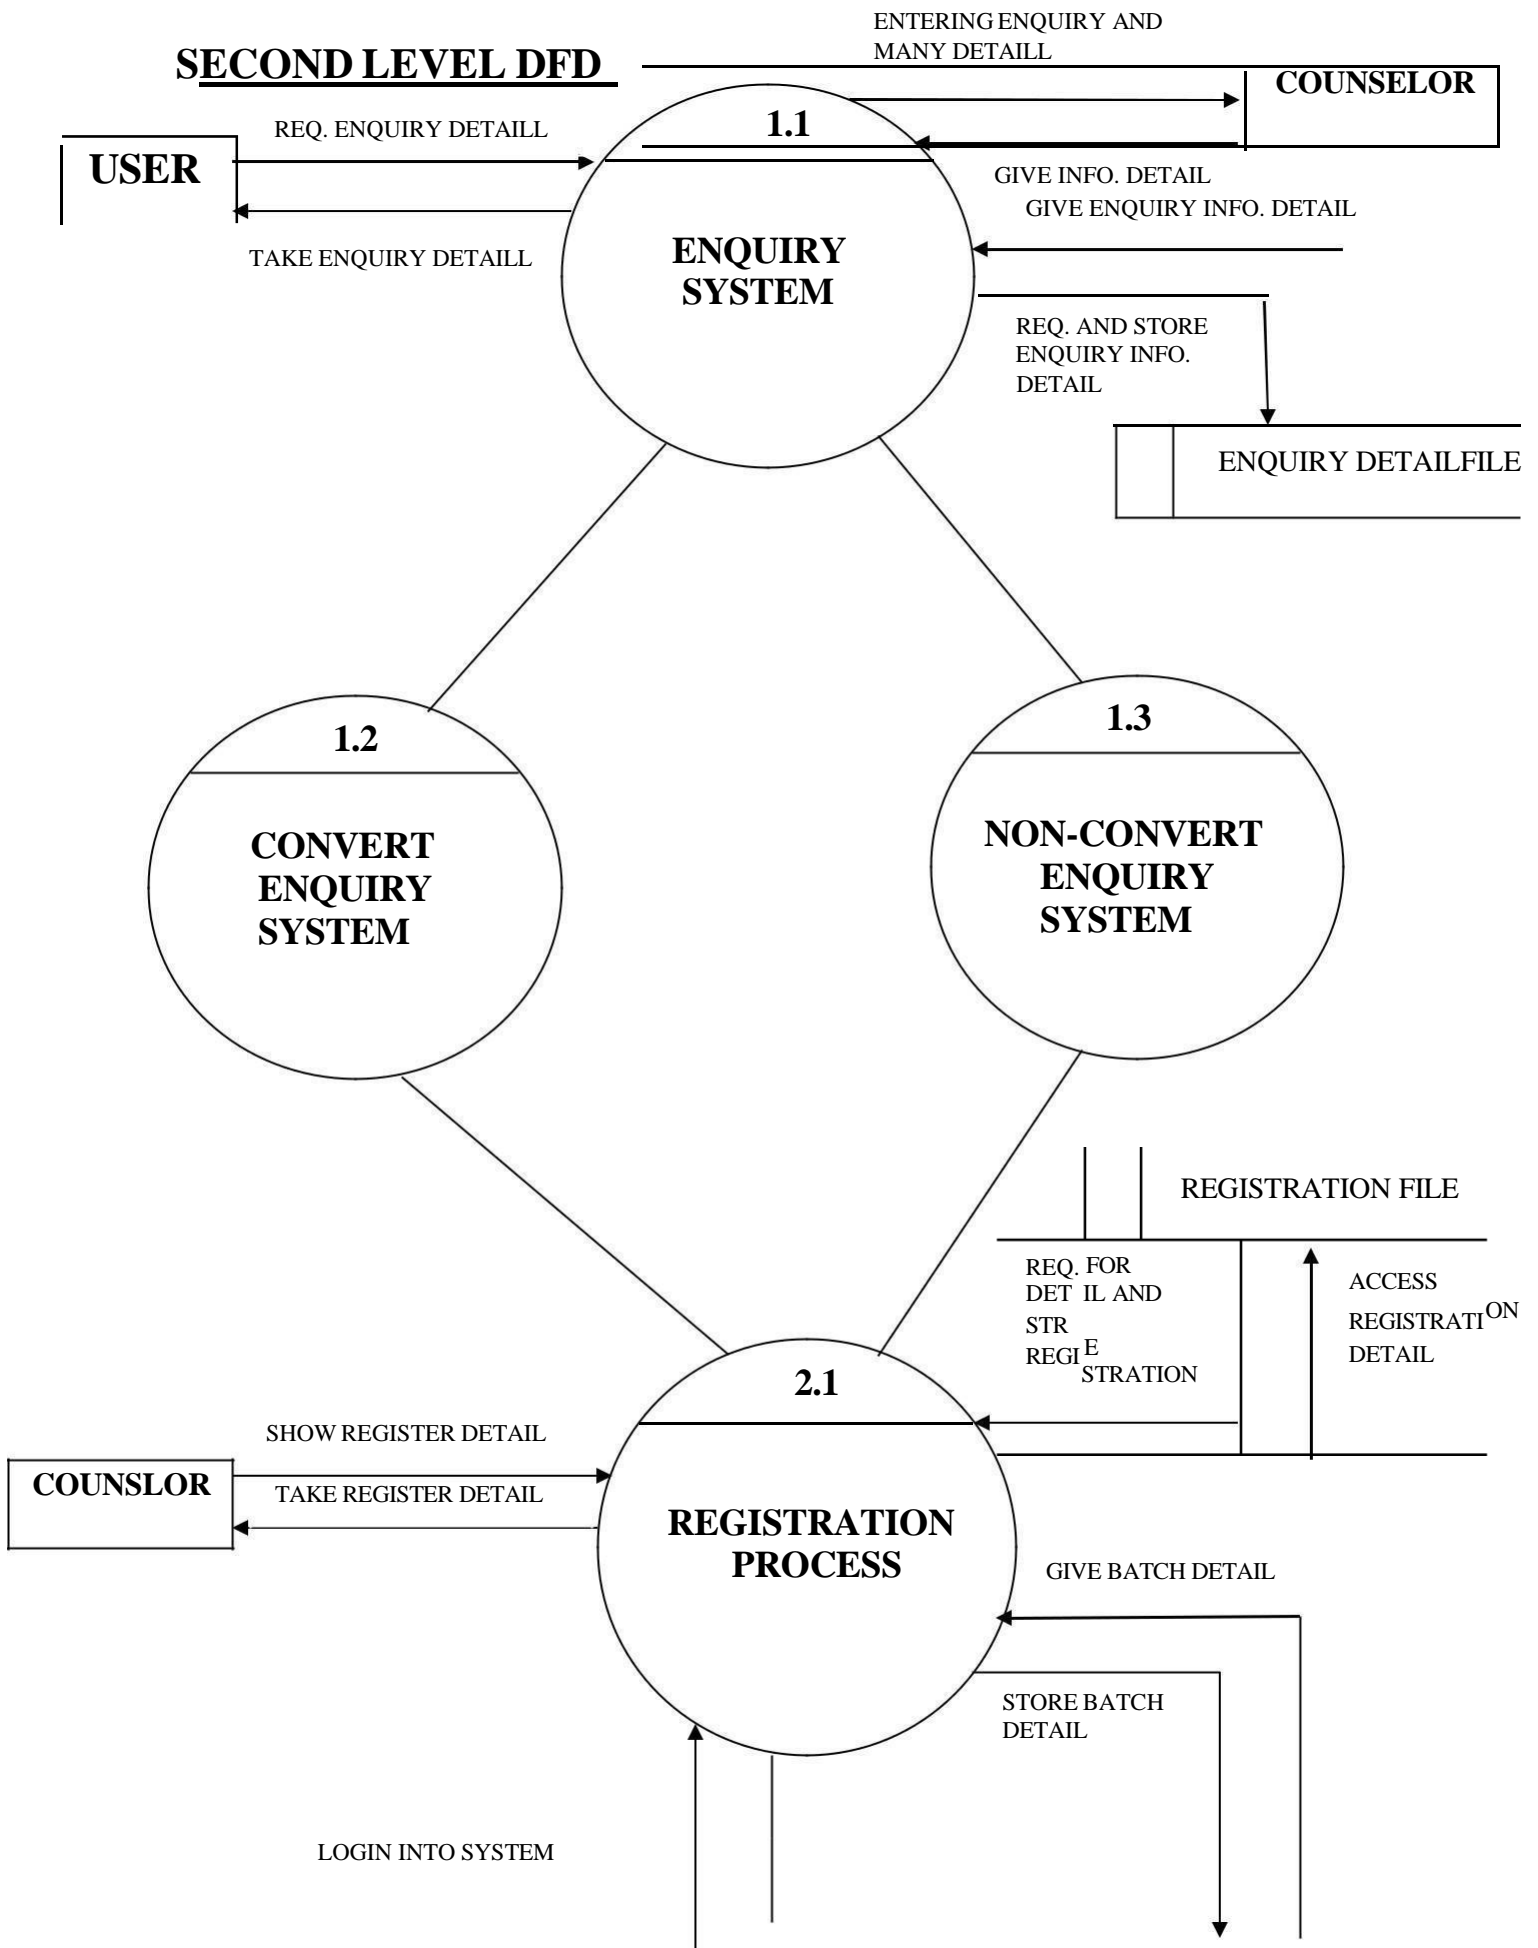 ENTERING ENQUIRY AND
MANY DETAILL
SECOND LEVEL DFD
COUNSELOR
REQ. ENQUIRY DETAILL
1.1
USER
GIVE INFO. DETAIL
GIVE ENQUIRY INFO. DETAIL
TAKE ENQUIRY DETAILL
ENQUIRY
SYSTEM
REQ. AND STORE
ENQUIRY INFO.
DETAIL
ENQUIRY DETAILFILE
1.2
1.3
CONVERT
ENQUIRY
SYSTEM
NON-CONVERT
ENQUIRY
SYSTEM
REGISTRATION FILE
REQ. FOR
DET IL AND
STR
REGI E
STRATION
ACCESS
REGISTRATION
DETAIL
2.1
SHOW REGISTER DETAIL
COUNSLOR
TAKE REGISTER DETAIL
REGISTRATION
PROCESS
GIVE BATCH DETAIL
STORE BATCH
DETAIL
LOGIN INTO SYSTEM